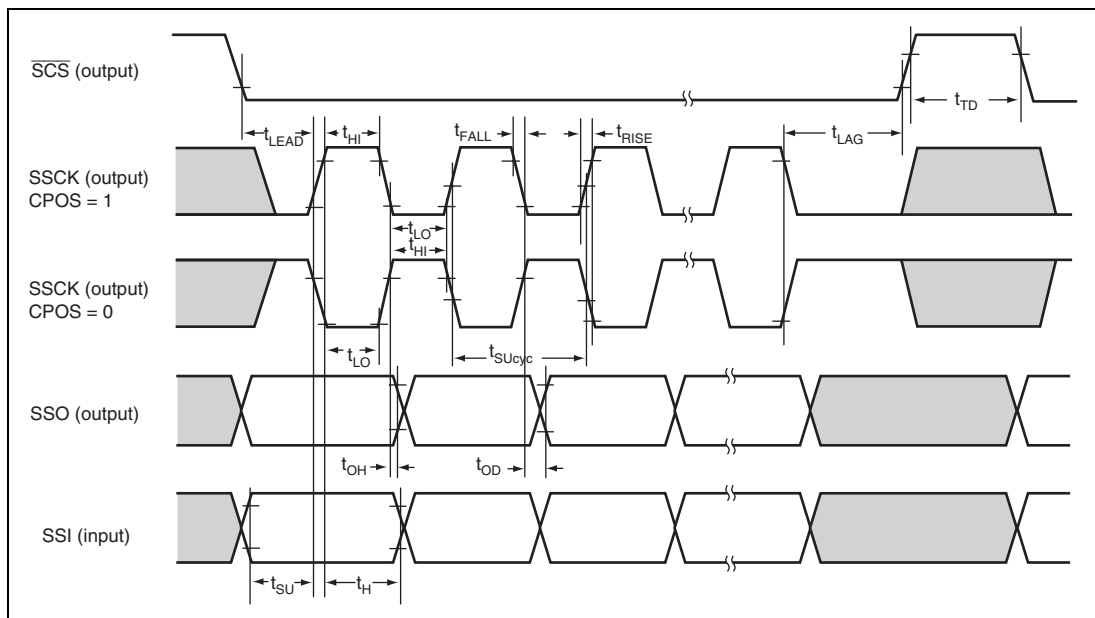 SCS (output)
tTD
tLEAD
tHI
tFALL
tRISE
tLAG
SSCK (output)
CPOS = 1
tLO
tHI
SSCK (output)
CPOS = 0
tLO
tSUcyc
SSO (output)
tOH
tOD
SSI (input)
tSU
tH